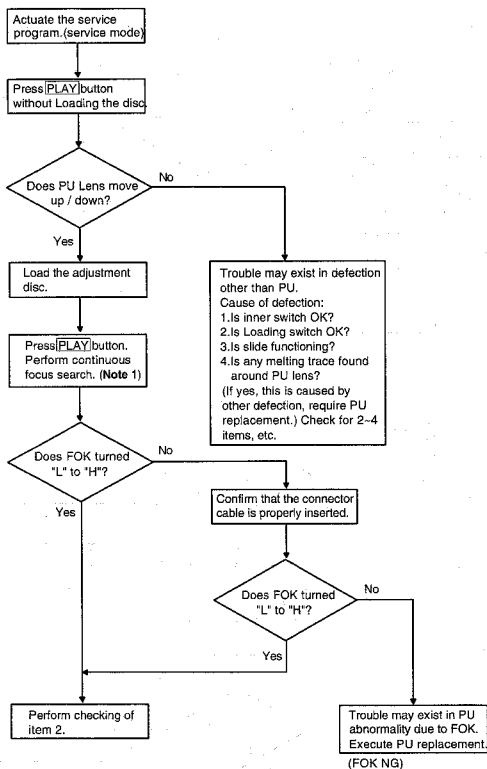 Actuate the service
program.(service mode)
Press PLAY button
without Loading the disc.
Does PU Lens move
up / down?
No
Yes
Load the adjustment
disc.
Trouble may exist in defection
other than PU.
Cause of defection:
1.Is inner switch OK?
2.Is Loading switch OK?
3.Is slide functioning?
4.Is any melting trace found
around PU lens?
(If yes, this is caused by
other defection, require PU
replacement.) Check for 2~4
items, etc.
Press PLAY button.
Perform continuous
focus search. (Note 1)
Does FOK turned
"L" to "H"?
No
Yes
Confirm that the connector
cable is properly inserted.
Does FOK turned
"L" to "H"?
No
Yes
Perform checking of
item 2.
Trouble may exist in PU
abnormality due to FOK.
Execute PU replacement.
(FOK NG)